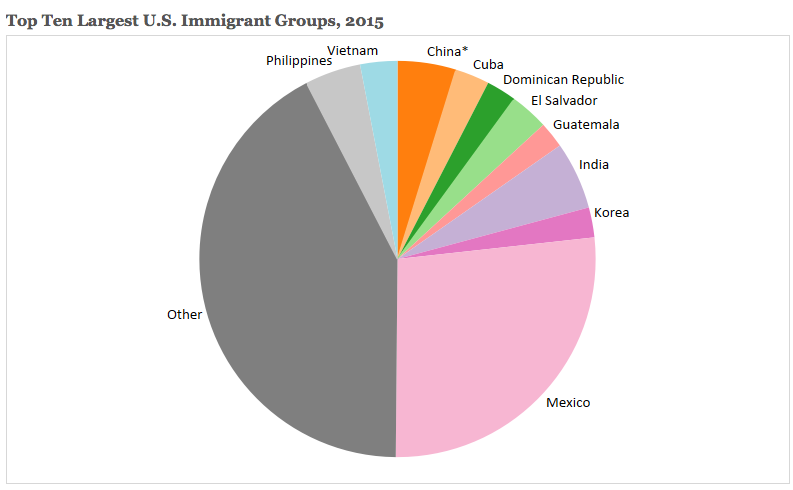 Top Ten Largest U.S. Immigrant Groups, 2015
Vietnam
China*
Philippines
Cuba
Dominican Republic
El Salvador
Guatemala
India
Korea
Other
Mexico